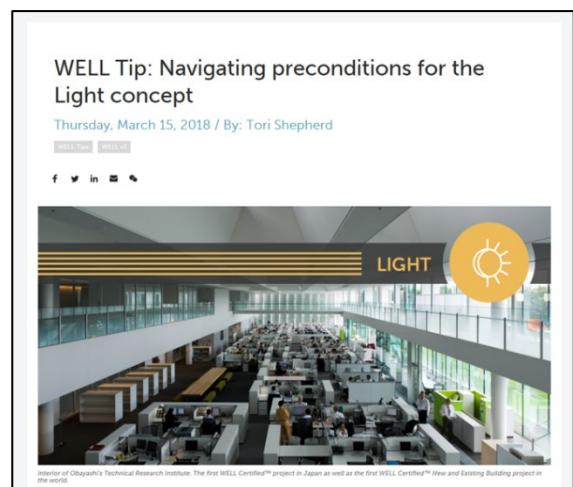 WELL Tip: Navigating preconditions for the
Light concept
Thursday, March 15, 2018 / By: Tori Shepherd
WELL Tips WELL v2
LIGHT
Interior of Obayashi's Technical Research Institute. The first WELL Certified™ project in Japan as well as the first WELL Certified™ New and Existing Building project in
the world.